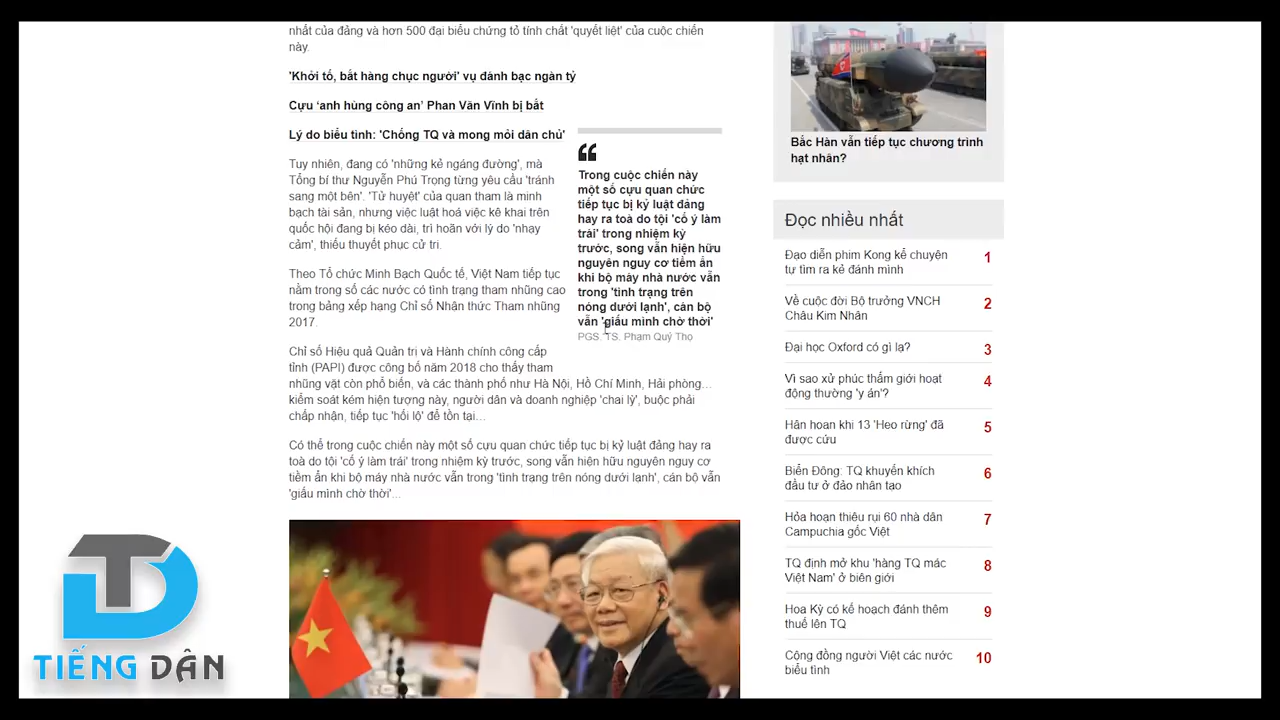 nhất của đảng và hơn 500 đại biểu chứng tỏ tính chất 'quyết liệt' của cuộc chiến
này.
'Khởi tố, bắt hàng chục người' vụ đánh bạc ngàn tỷ
Cựu ‘anh hùng công an’ Phan Văn Vĩnh bị bắt
Lý do biểu tình: 'Chống TQ và mong mỏi dân chủ'
Tuy nhiên, đang có 'những kẻ ngáng đường', mà
Tổng bí thư Nguyễn Phú Trọng từng yêu cầu 'tránh
sang một bên'. 'Tử huyệt' của quan tham là minh
bạch tài sản, nhưng việc luật hoá việc kê khai trên
quốc hội đang bị kéo dài, trì hoãn với lý do 'nhạy
cảm', thiếu thuyết phục cử tri.
Theo Tổ chức Minh Bạch Quốc tế, Việt Nam tiếp tục
nằm trong số các nước có tình trạng tham nhũng cao
trong bảng xếp hạng Chỉ số Nhân thức Tham nhũng
2017.
“
Trong cuộc chiến này
một số cựu quan chức
tiếp tục bị kỷ luật đảng
hay ra toà do tội 'cố ý làm
trái' trong nhiệm kỳ
trước, song vẫn hiện hữu
nguyên nguy cơ tiềm ẩn
khi bộ máy nhà nước vẫn
trong 'tình trạng trên
nóng dưới lạnh', cán bộ
vẫn 'giấu mình chờ thời'
PGS. TS. Phạm Quý Thọ
Chỉ số Hiệu quả Quản trị và Hành chính công cấp
tỉnh (PAPI) được công bố năm 2018 cho thấy tham
nhũng vặt còn phổ biến, và các thành phố như Hà Nội, Hồ Chí Minh, Hải phòng…
kiểm soát kém hiện tượng này, người dân và doanh nghiệp 'chai lỳ', buộc phải
chấp nhận, tiếp tục 'hối lộ' để tồn tại…
Có thể trong cuộc chiến này một số cựu quan chức tiếp tục bị kỷ luật đảng hay ra
toà do tội 'cố ý làm trái' trong nhiệm kỳ trước, song vẫn hiện hữu nguyên nguy cơ
tiềm ẩn khi bộ máy nhà nước vẫn trong 'tình trạng trên nóng dưới lạnh', cán bộ vẫn
'giấu mình chờ thời'…
Bắc Hàn vẫn tiếp tục chương trình
hạt nhân?
Đọc nhiều nhất
Đạo diễn phim Kong kể chuyện
tự tìm ra kẻ đánh mình
1
Về cuộc đời Bộ trưởng VNCH
Châu Kim Nhân
2
Đại học Oxford có gì lạ?
3
Vì sao xử phúc thẩm giới hoạt
động thường 'y án'?
4
Hân hoan khi 13 'Heo rừng' đã
được cứu
5
Biển Đông: TQ khuyến khích
đầu tư ở đảo nhân tạo
6
Hỏa hoạn thiêu rụi 60 nhà dân
Campuchia gốc Việt
7
TQ định mở khu 'hàng TQ mác
Việt Nam' ở biên giới
8
Hoa Kỳ có kế hoạch đánh thêm
thuế lên TQ
9
Cộng đồng người Việt các nước
biểu tình
10
TD
TIẾNG DÂN